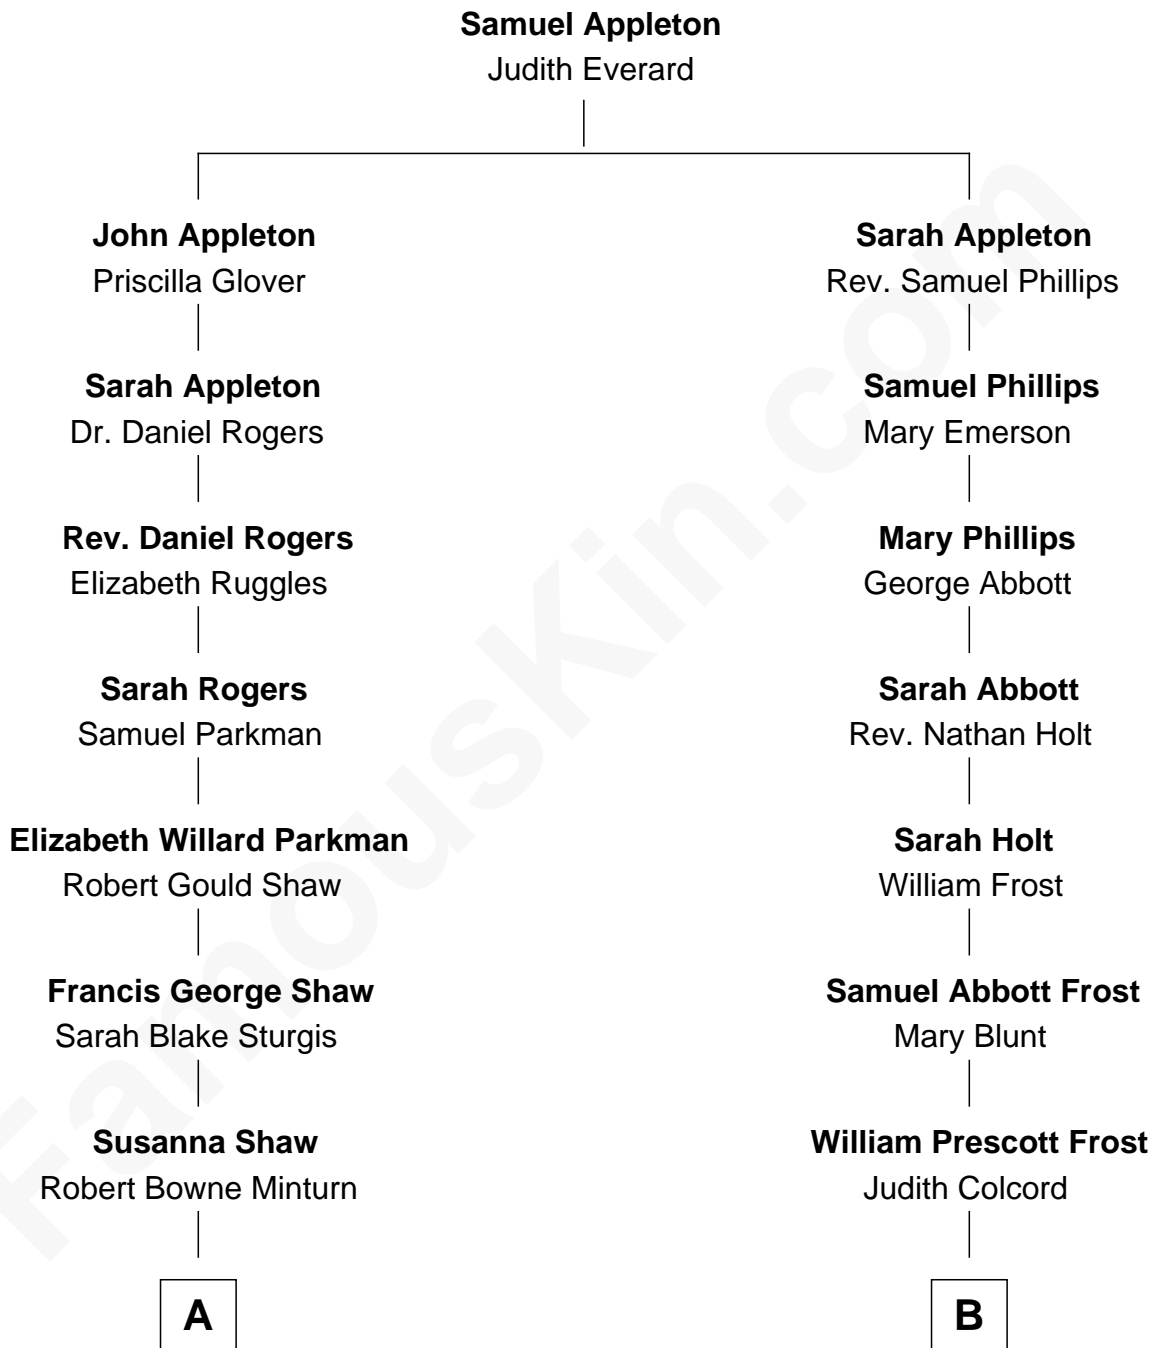 Samuel Appleton
Judith Everard
John Appleton
Priscilla Glover
Sarah Appleton
Rev. Samuel Phillips
Sarah Appleton
Dr. Daniel Rogers
Samuel Phillips
Mary Emerson
Rev. Daniel Rogers
Elizabeth Ruggles
Mary Phillips
George Abbott
Sarah Rogers
Samuel Parkman
Sarah Abbott
Rev. Nathan Holt
Elizabeth Willard Parkman
Robert Gould Shaw
Sarah Holt
William Frost
Francis George Shaw
Sarah Blake Sturgis
Samuel Abbott Frost
Mary Blunt
Susanna Shaw
Robert Bowne Minturn
William Prescott Frost
Judith Colcord
A
B
FamousKin.com